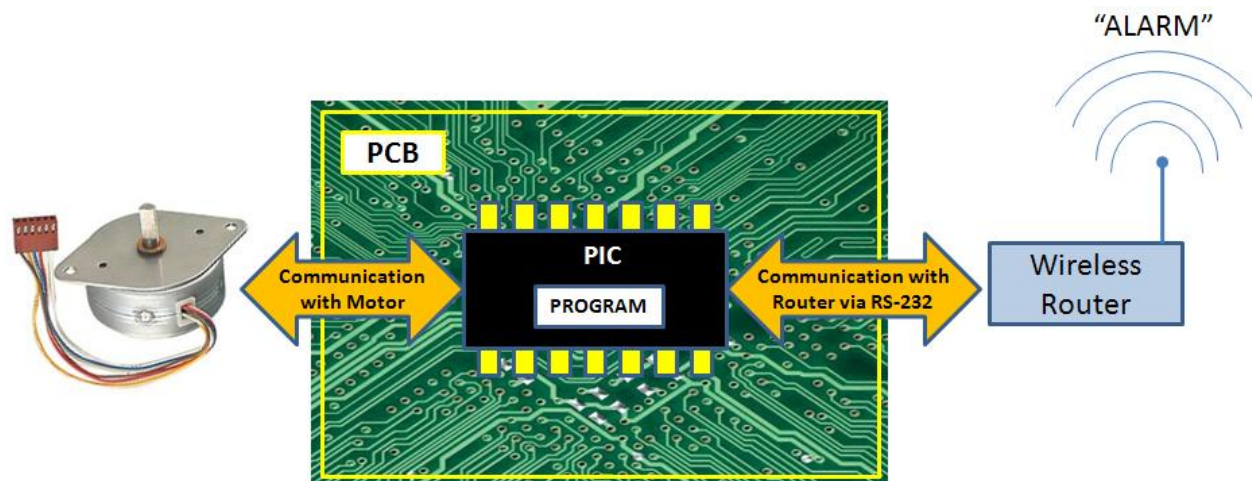 “ALARM”
PCB
PIC
PROGRAM
Communication
with Motor
Communication with
Router via RS-232
Wireless
Router